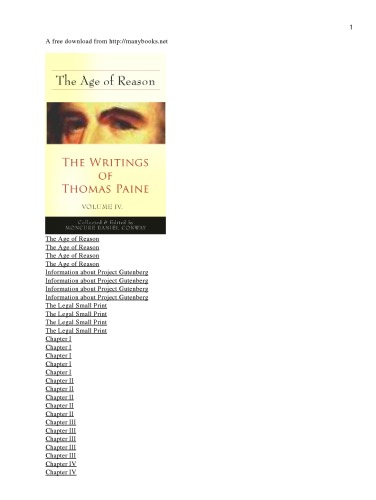 1
A free download from http://manybooks.net
The Age of Reason
THE WRITINGS
OF
THOMAS PAINE
VOLUME IV.
Collected & Edited by
MONCURE DANIEL CONWAY
The Age of Reason
The Age of Reason
The Age of Reason
The Age of Reason
Information about Project Gutenberg
Information about Project Gutenberg
Information about Project Gutenberg
Information about Project Gutenberg
The Legal Small Print
The Legal Small Print
The Legal Small Print
The Legal Small Print
Chapter I
Chapter I
Chapter I
Chapter I
Chapter I
Chapter II
Chapter II
Chapter II
Chapter II
Chapter II
Chapter III
Chapter III
Chapter III
Chapter III
Chapter III
Chapter IV
Chapter IV